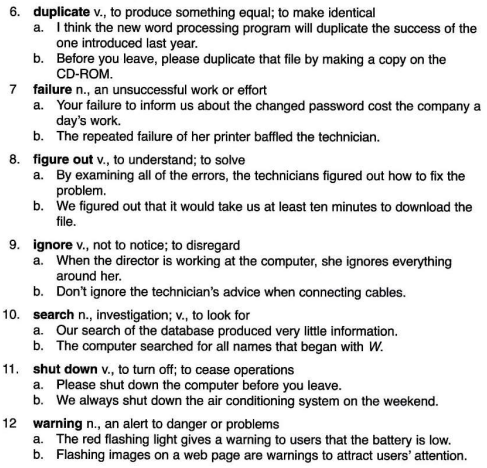 6. duplicate v., to produce something equal; to make identical
a. I think the new word processing program will duplicate the success of the
one introduced last year.
b. Before you leave, please duplicate that file by making a copy on the
CD-ROM.
7 failure n., an unsuccessful work or effort
a. Your failure to inform us about the changed password cost the company a
day's work.
b. The repeated failure of her printer baffled the technician.
8. figure out v., to understand; to solve
a. By examining all of the errors, the technicians figured out how to fix the
problem.
b. We figured out that it would take us at least ten minutes to download the
file.
9. ignore v., not to notice; to disregard
a. When the director is working at the computer, she ignores everything
around her.
b. Don't ignore the technician's advice when connecting cables.
10. search n., investigation; v., to look for
a. Our search of the database produced very little information.
b. The computer searched for all names that began with W.
11. shut down v., to turn off; to cease operations
a. Please shut down the computer before you leave.
b. We always shut down the air conditioning system on the weekend.
12 warning n., an alert to danger or problems
a. The red flashing light gives a warning to users that the battery is low.
b. Flashing images on a web page are warnings to attract users' attention.